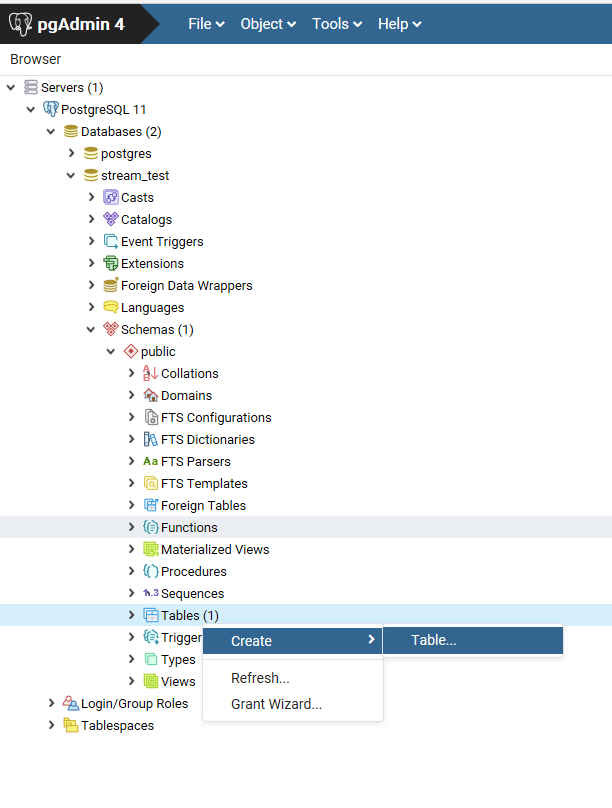 pgAdmin 4 File Object Tools Help
Browser
Servers (1)
PostgreSQL 11
Databases (2)
postgres
stream_test
Casts
Catalogs
Event Triggers
Extensions
Foreign Data Wrappers
Languages
Schemas (1)
public
Collations
Domains
FTS Configurations
FTS Dictionaries
Aa FTS Parsers
FTS Templates
Foreign Tables
Functions
Materialized Views
Procedures
1..3 Sequences
Tables (1)
Trigger
Create Table...
Types
Refresh...
Views
Grant Wizard...
Login/Group Roles
Tablespaces